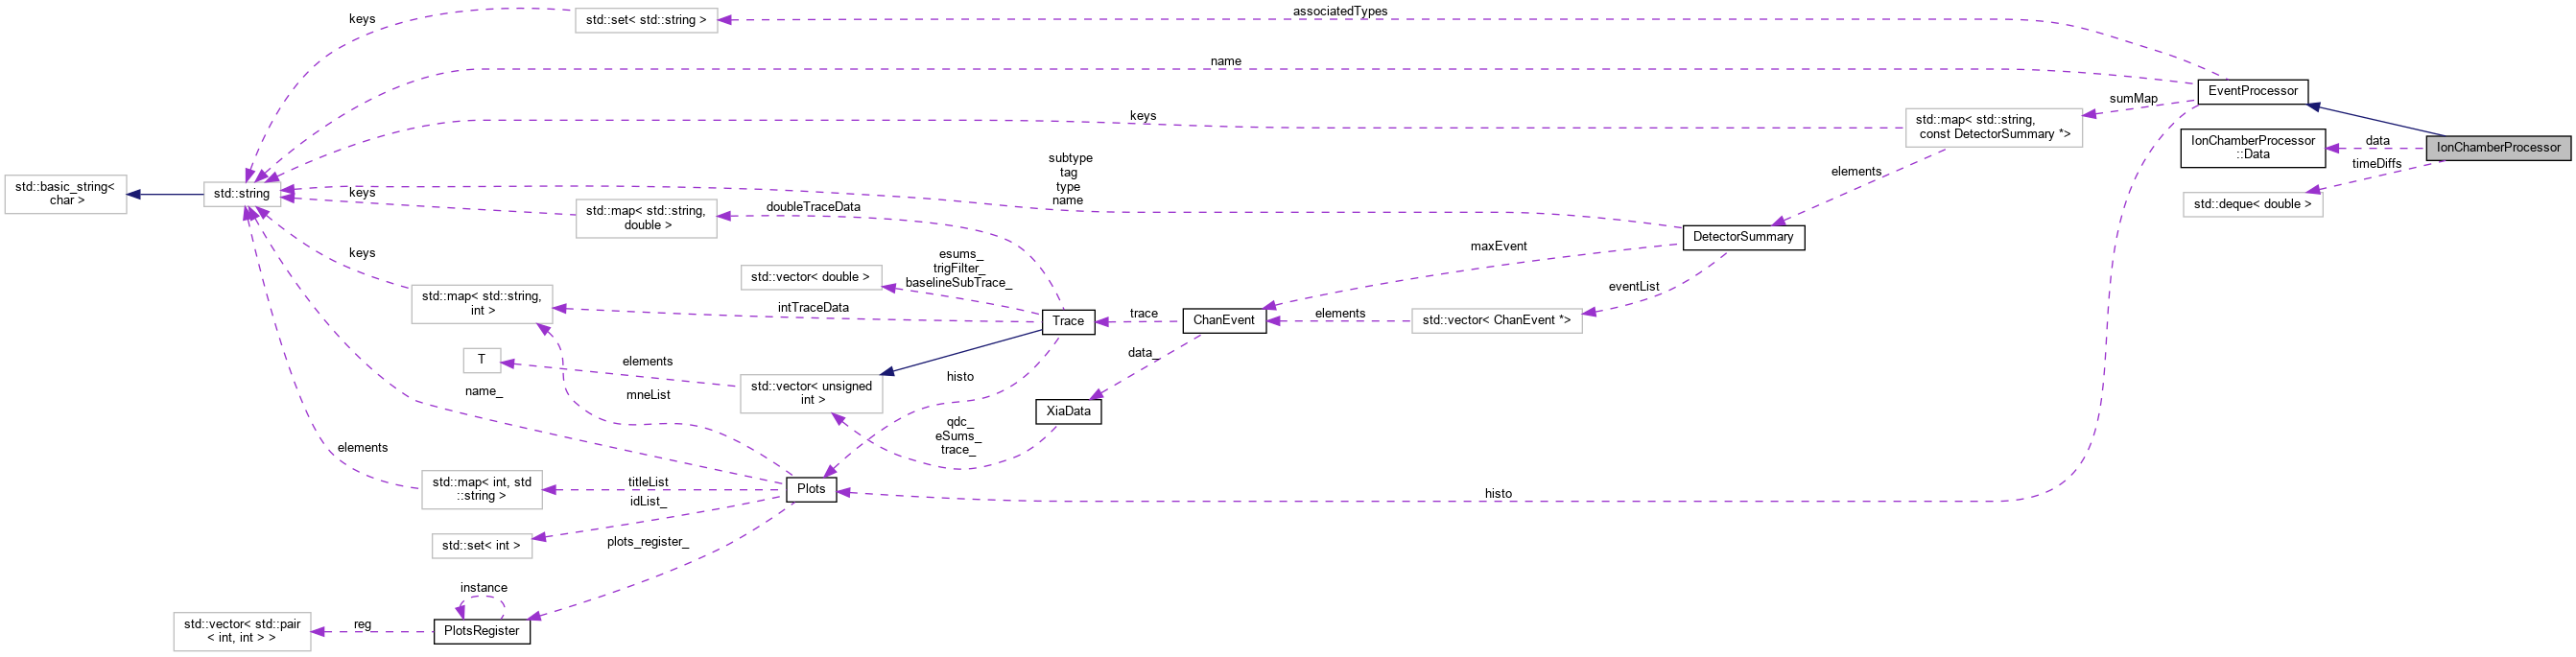 keys
std::set< std::string >
associatedTypes
name
EventProcessor
sumMap
keys
std::map< std::string,
const DetectorSummary *>
IonChamberProcessor
::Data
data
IonChamberProcessor
timeDiffs
std::deque< double >
elements
subtype
tag
type
name
std::basic_string<
char >
std::string
keys
std::map< std::string,
double >
doubleTraceData
DetectorSummary
maxEvent
eventList
keys
esums_
trigFilter_
baselineSubTrace_
std::vector< double >
std::map< std::string,
int >
intTraceData
Trace
trace
ChanEvent
elements
std::vector< ChanEvent *>
T
elements
data_
std::vector< unsigned
int >
histo
name_
mneList
XiaData
qdc_
eSums_
trace_
elements
std::map< int, std
::string >
titleList
Plots
histo
idList_
std::set< int >
plots_register_
instance
std::vector< std::pair
< int, int > >
reg
PlotsRegister